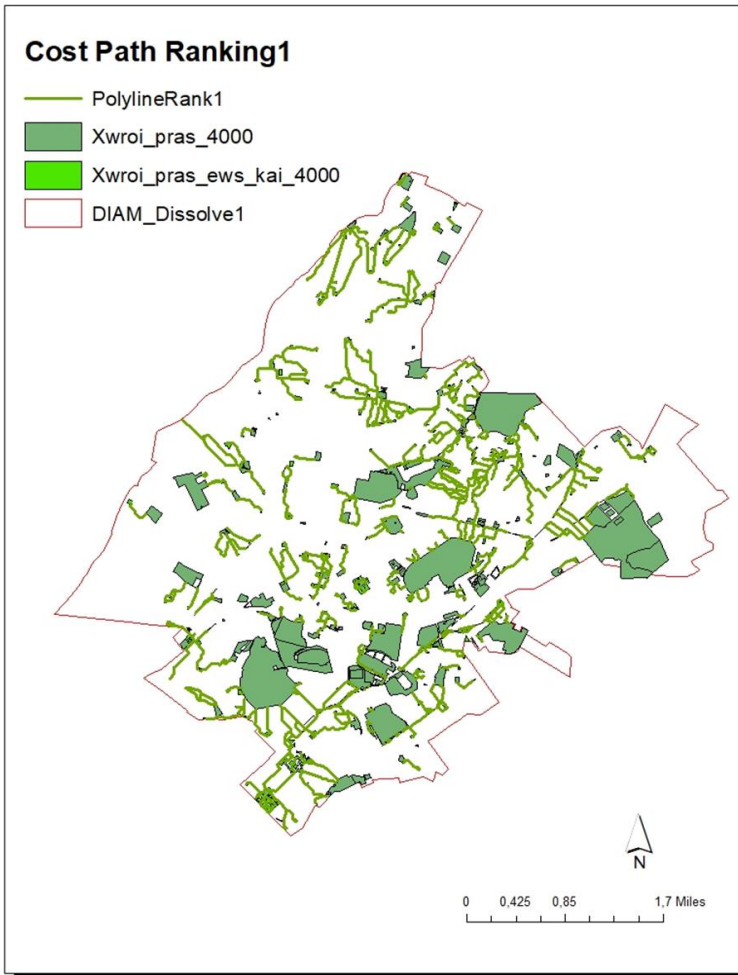 Cost Path Ranking1
PolylineRank1
Xwroi_pras_4000
Xwroi_pras_ews_kai_4000
DIAM_Dissolve1
N
0 0,425 0,85 1,7 Miles